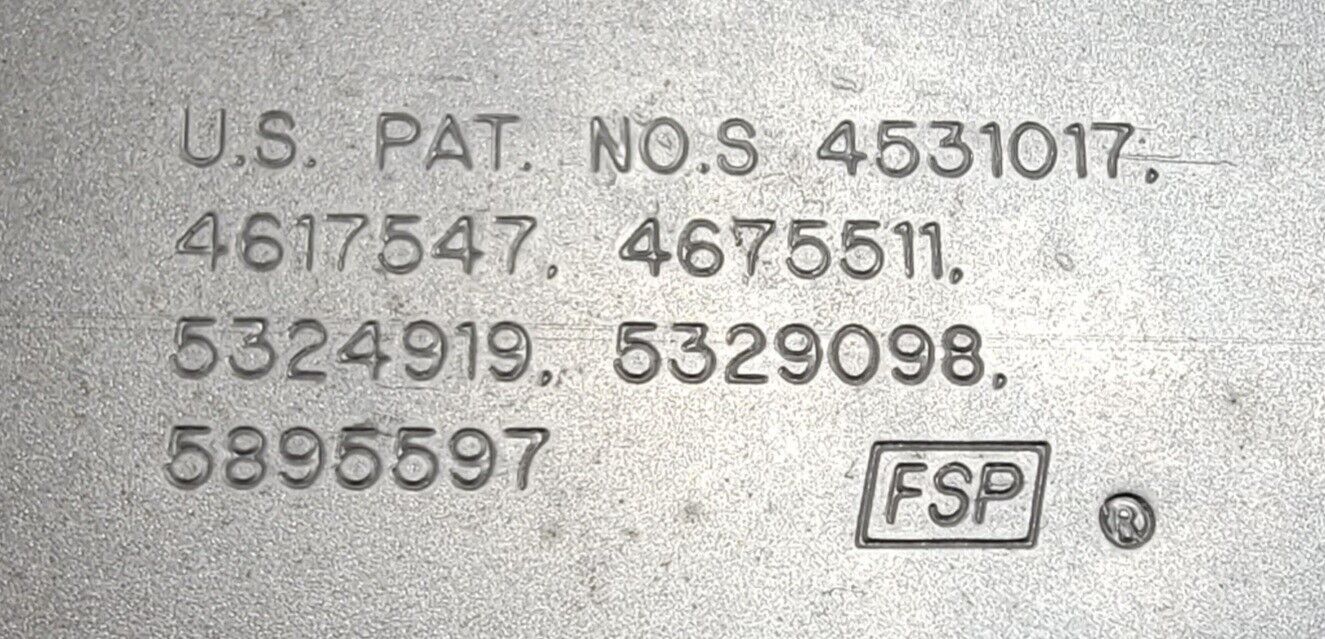 U.S. PAT. NO.S 4531017,
4617547, 4675511,
5324919, 5329098,
5895597
FSP ®